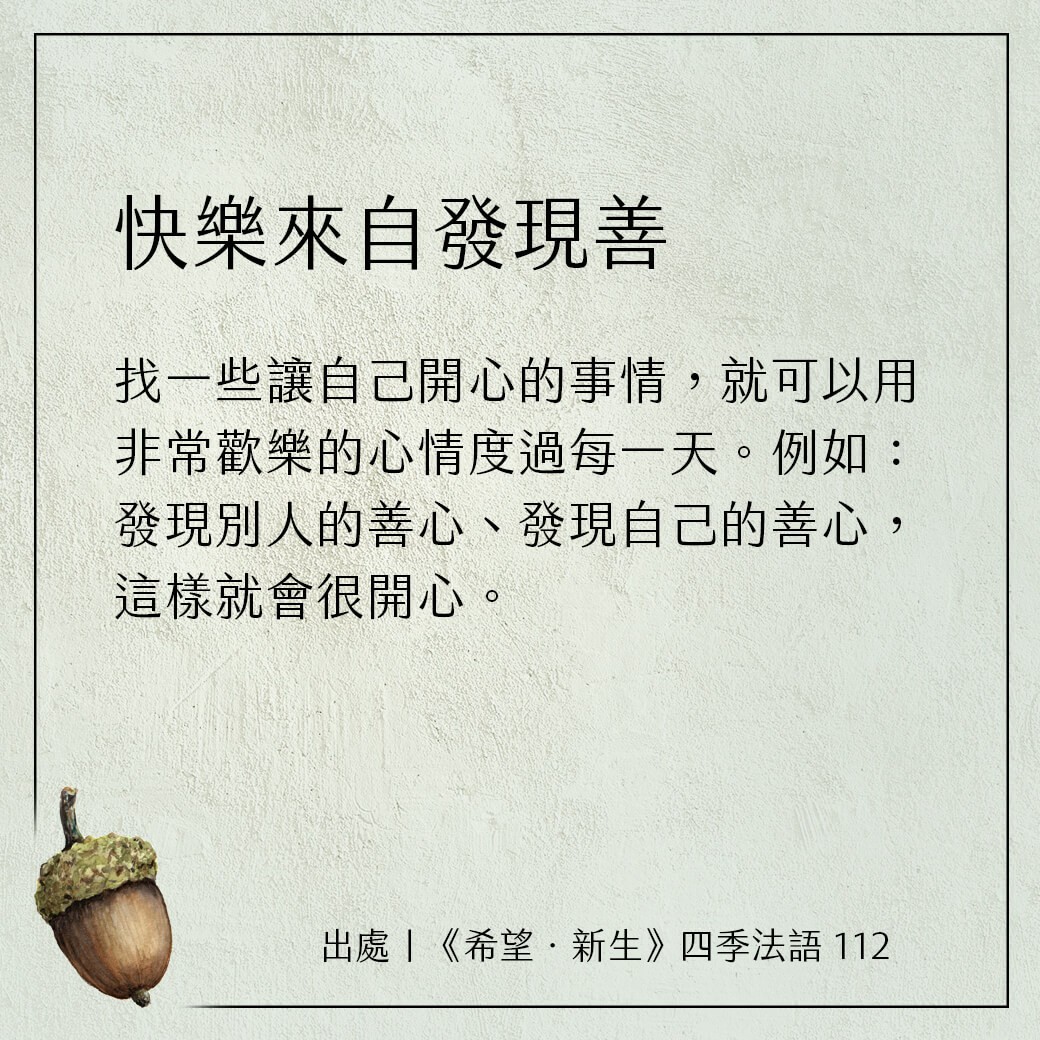 快樂來自發現善
找一些讓自己開心的事情，就可以用
非常歡樂的心情度過每一天。例如：
發現別人的善心、發現自己的善心，
這樣就會很開心。
出處｜《希望．新生》四季法語 112